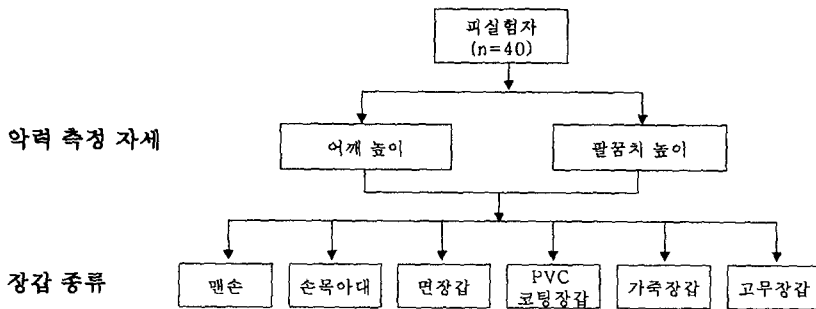 피실험자
(n=40)
악력 측정 자세
어깨 높이
팔꿈치 높이
장갑 종류
맨손
손목아대
면장갑
PVC
코팅장갑
가죽장갑
고무장갑